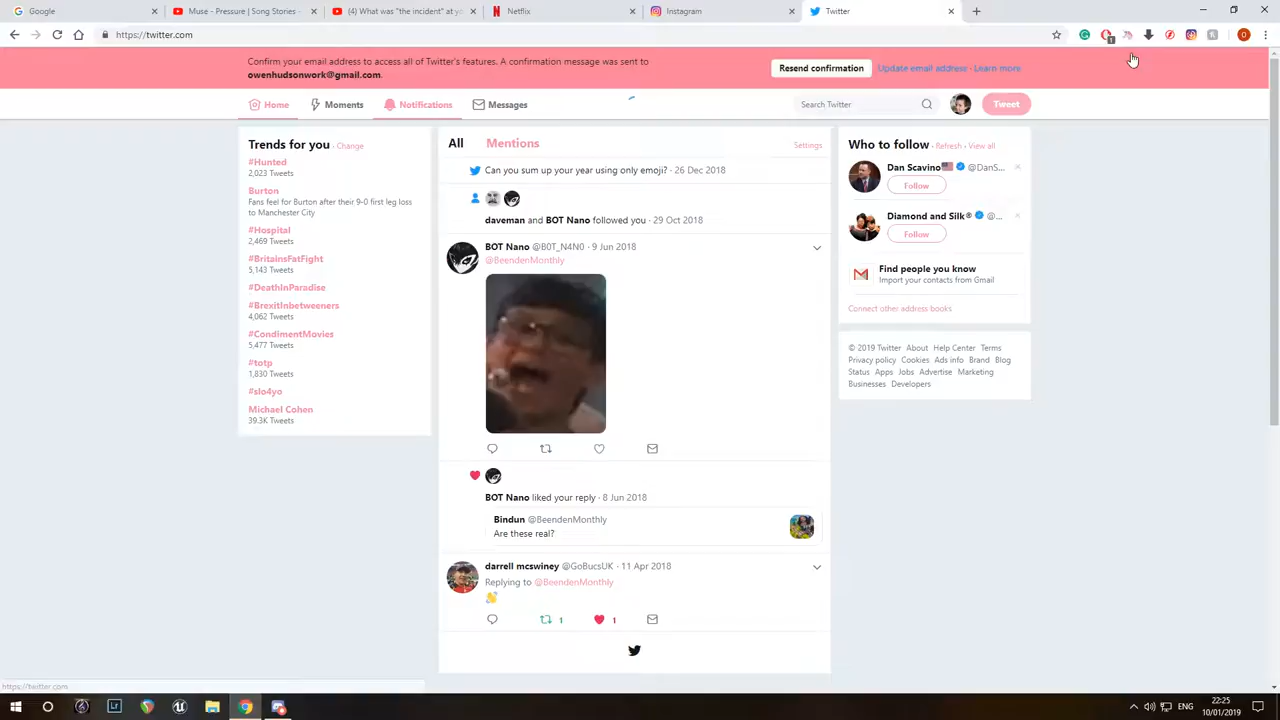 Google
Muse - Pressure | Song Stories -
(4) What was "the incident" at yo
Netflix
Instagram
Twitter
https://twitter.com
1
O
Confirm your email address to access all of Twitter's features. A confirmation message was sent to
owenhudsonwork@gmail.com.
Resend confirmation
Update email address · Learn more
Home
Moments
Notifications
Messages
Search Twitter
Tweet
Trends for you · Change
#Hunted
2,023 Tweets
Burton
Fans feel for Burton after their 9-0 first leg loss
to Manchester City
#Hospital
2,469 Tweets
#BritainsFatFight
5,143 Tweets
#DeathInParadise
#BrexitInbetweeners
4,062 Tweets
#CondimentMovies
5,477 Tweets
#totp
1,830 Tweets
#slo4yo
Michael Cohen
39.3K Tweets
All
Mentions
Settings
Can you sum up your year using only emoji? · 26 Dec 2018
daveman and BOT Nano followed you · 29 Oct 2018
BOT Nano @B0T_N4N0 · 9 Jun 2018
@BeendenMonthly
BOT Nano liked your reply · 8 Jun 2018
Bindun @BeendenMonthly
Are these real?
darrell mcswiney @GoBucsUK · 11 Apr 2018
Replying to @BeendenMonthly
1
1
Who to follow · Refresh · View all
Dan Scavino @DanS...
Follow
Diamond and Silk® @...
Follow
Find people you know
Import your contacts from Gmail
Connect other address books
© 2019 Twitter About Help Center Terms
Privacy policy Cookies Ads info Brand Blog
Status Apps Jobs Advertise Marketing
Businesses Developers
https://twitter.com
ENG
22:25
10/01/2019